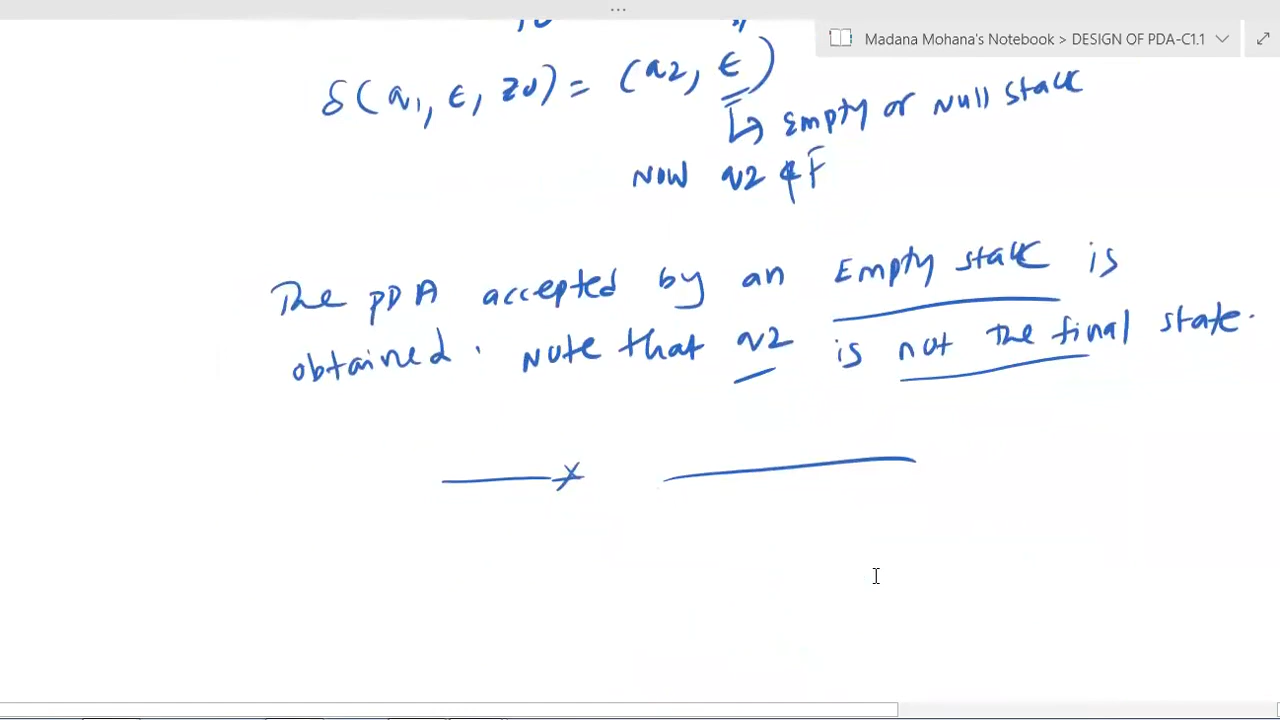 Madana Mohana's Notebook > DESIGN OF PDA-C1.1
δ(q1, ε, z0) = (q2, ε)
↳ Empty or Null stack
Now q2 ∉ F
The PDA accepted by an Empty stack is
obtained. Note that q2 is not the final state.